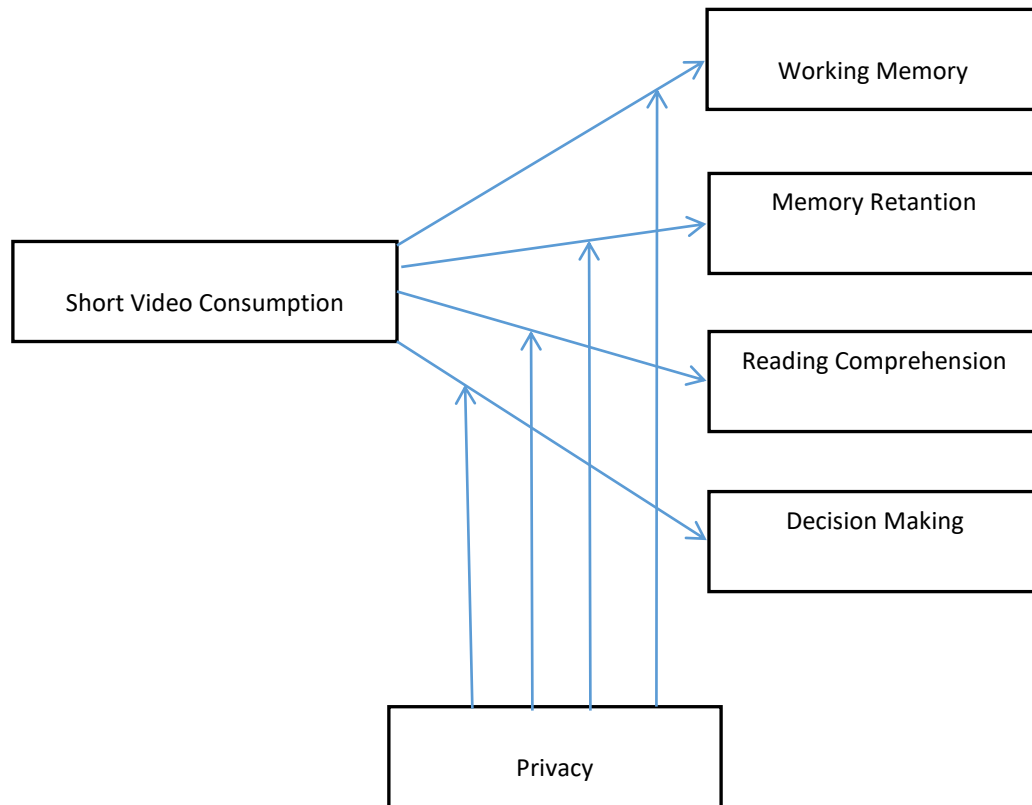 Working Memory
Memory Retantion
Short Video Consumption
Reading Comprehension
Decision Making
Privacy